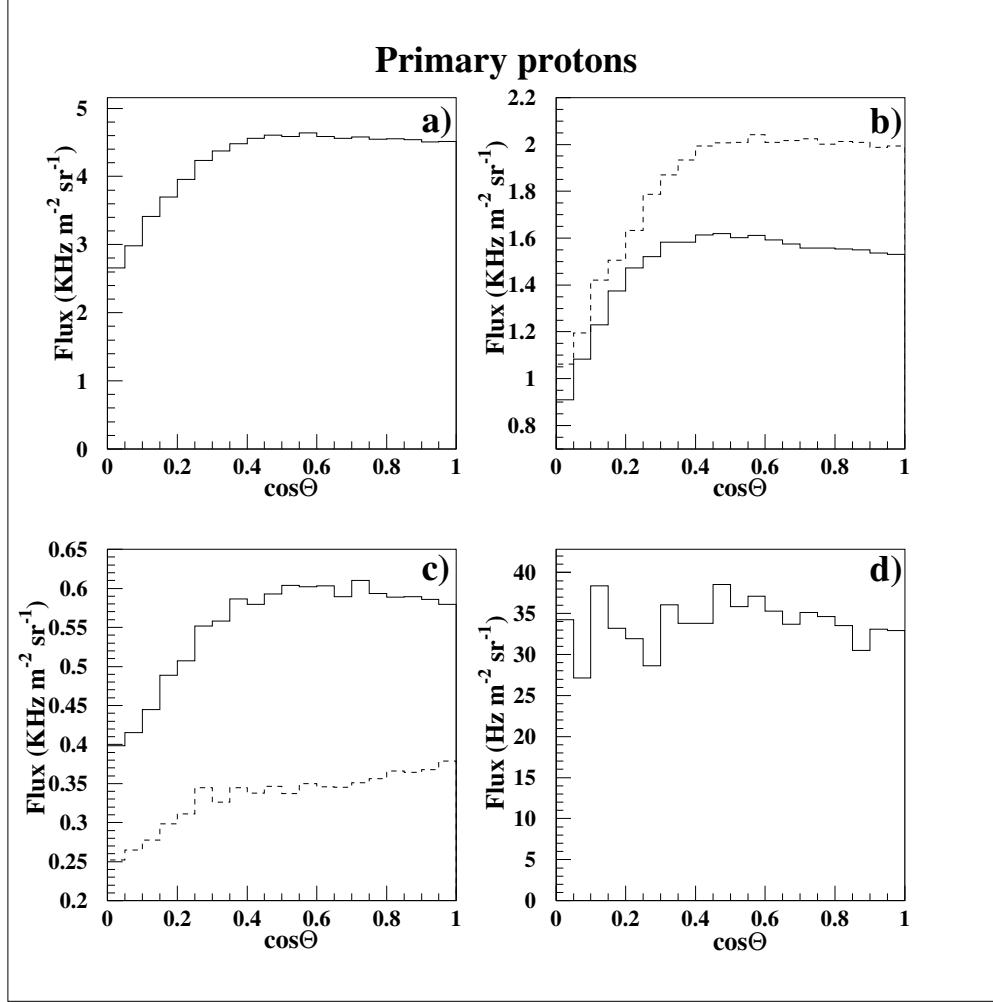 Primary protons
a)
Flux (KHz m-2 sr-1)
5
4
3
2
1
0
0 0.2 0.4 0.6 0.8 1
cosΘ
b)
Flux (KHz m-2 sr-1)
2.2
2
1.8
1.6
1.4
1.2
1
0.8
0 0.2 0.4 0.6 0.8 1
cosΘ
c)
Flux (KHz m-2 sr-1)
0.65
0.6
0.55
0.5
0.45
0.4
0.35
0.3
0.25
0.2
0 0.2 0.4 0.6 0.8 1
cosΘ
d)
Flux (Hz m-2 sr-1)
40
35
30
25
20
15
10
5
0
0 0.2 0.4 0.6 0.8 1
cosΘ